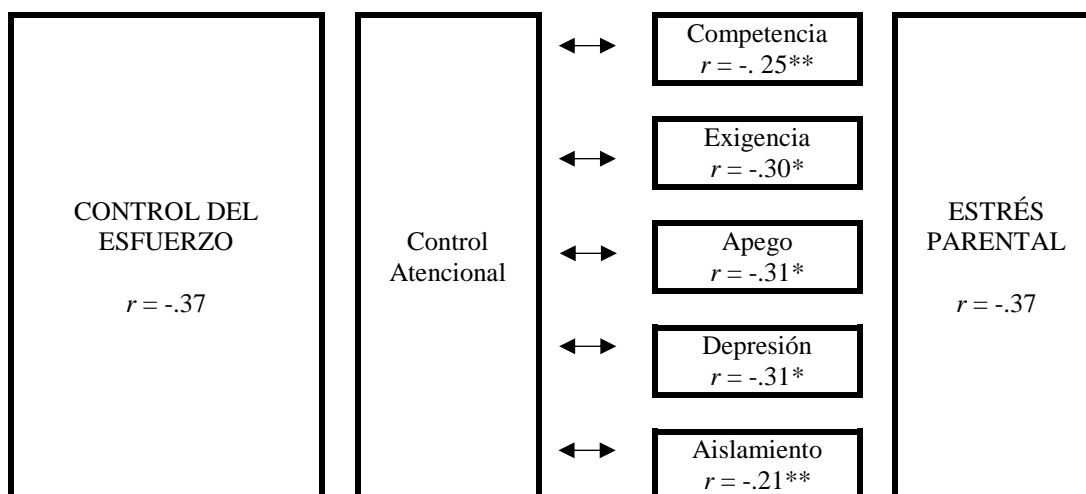 CONTROL DEL
ESFUERZO
r = -.37
Control
Atencional
Competencia
r = -. 25**
Exigencia
r = -.30*
Apego
r = -.31*
Depresión
r = -.31*
Aislamiento
r = -.21**
ESTRÉS
PARENTAL
r = -.37